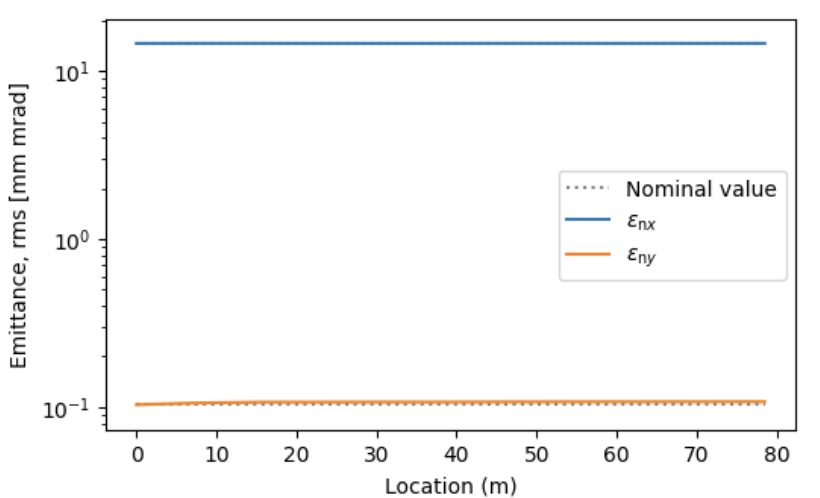 Emittance, rms [mm mrad]
10¹
10⁰
10⁻¹
Nominal value
εnx
εny
0 10 20 30 40 50 60 70 80
Location (m)